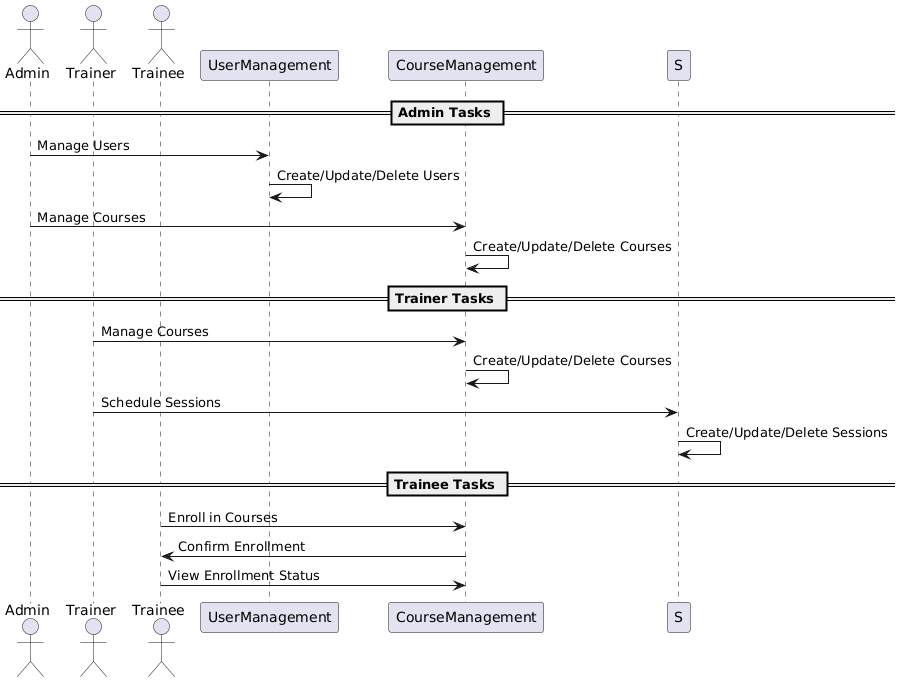 Admin Trainer Trainee UserManagement CourseManagement S
Admin Tasks
Manage Users
Create/Update/Delete Users
Manage Courses
Create/Update/Delete Courses
Trainer Tasks
Manage Courses
Create/Update/Delete Courses
Schedule Sessions
Create/Update/Delete Sessions
Trainee Tasks
Enroll in Courses
Confirm Enrollment
View Enrollment Status
Admin Trainer Trainee UserManagement CourseManagement S